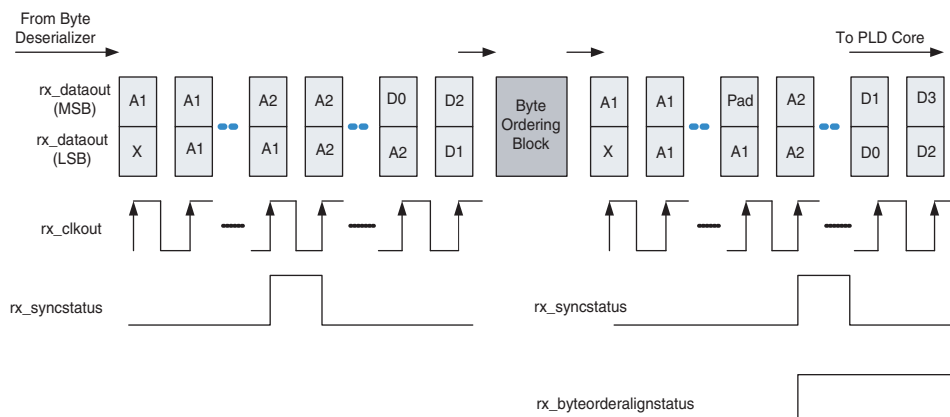 From Byte
Deserializer
To PLD Core
rx_dataout
(MSB)
A1
A1
A2
A2
D0
D2
rx_dataout
(LSB)
X
A1
A1
A2
A2
D1
Byte
Ordering
Block
A1
A1
Pad
A2
D1
D3
X
A1
A1
A2
D0
D2
rx_clkout
rx_syncstatus
rx_syncstatus
rx_byteorderalignstatus